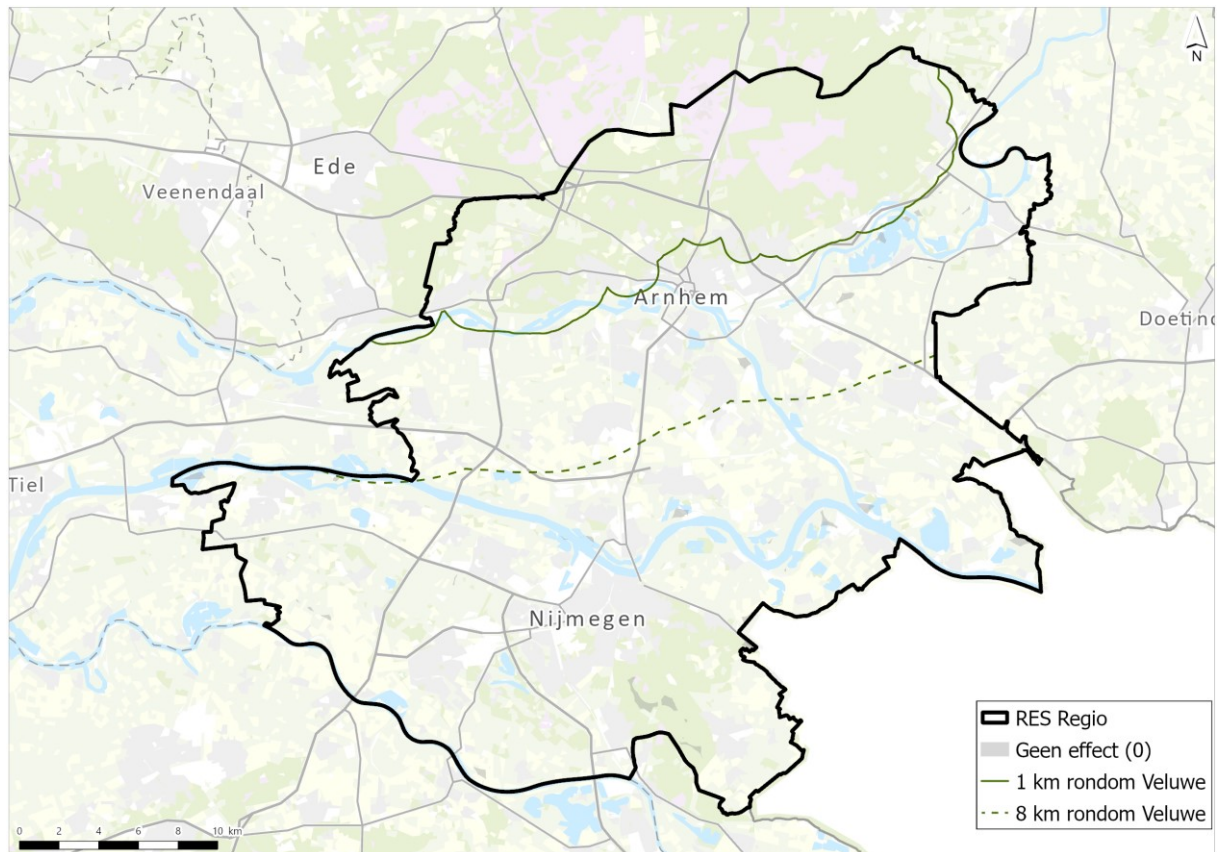 N
Ede
Veenendaal
Arnhem
Doetinc
Tiel
Nijmegen
RES Regio
Geen effect (0)
1 km rondom Veluwe
8 km rondom Veluwe
0 2 4 6 8 10 km